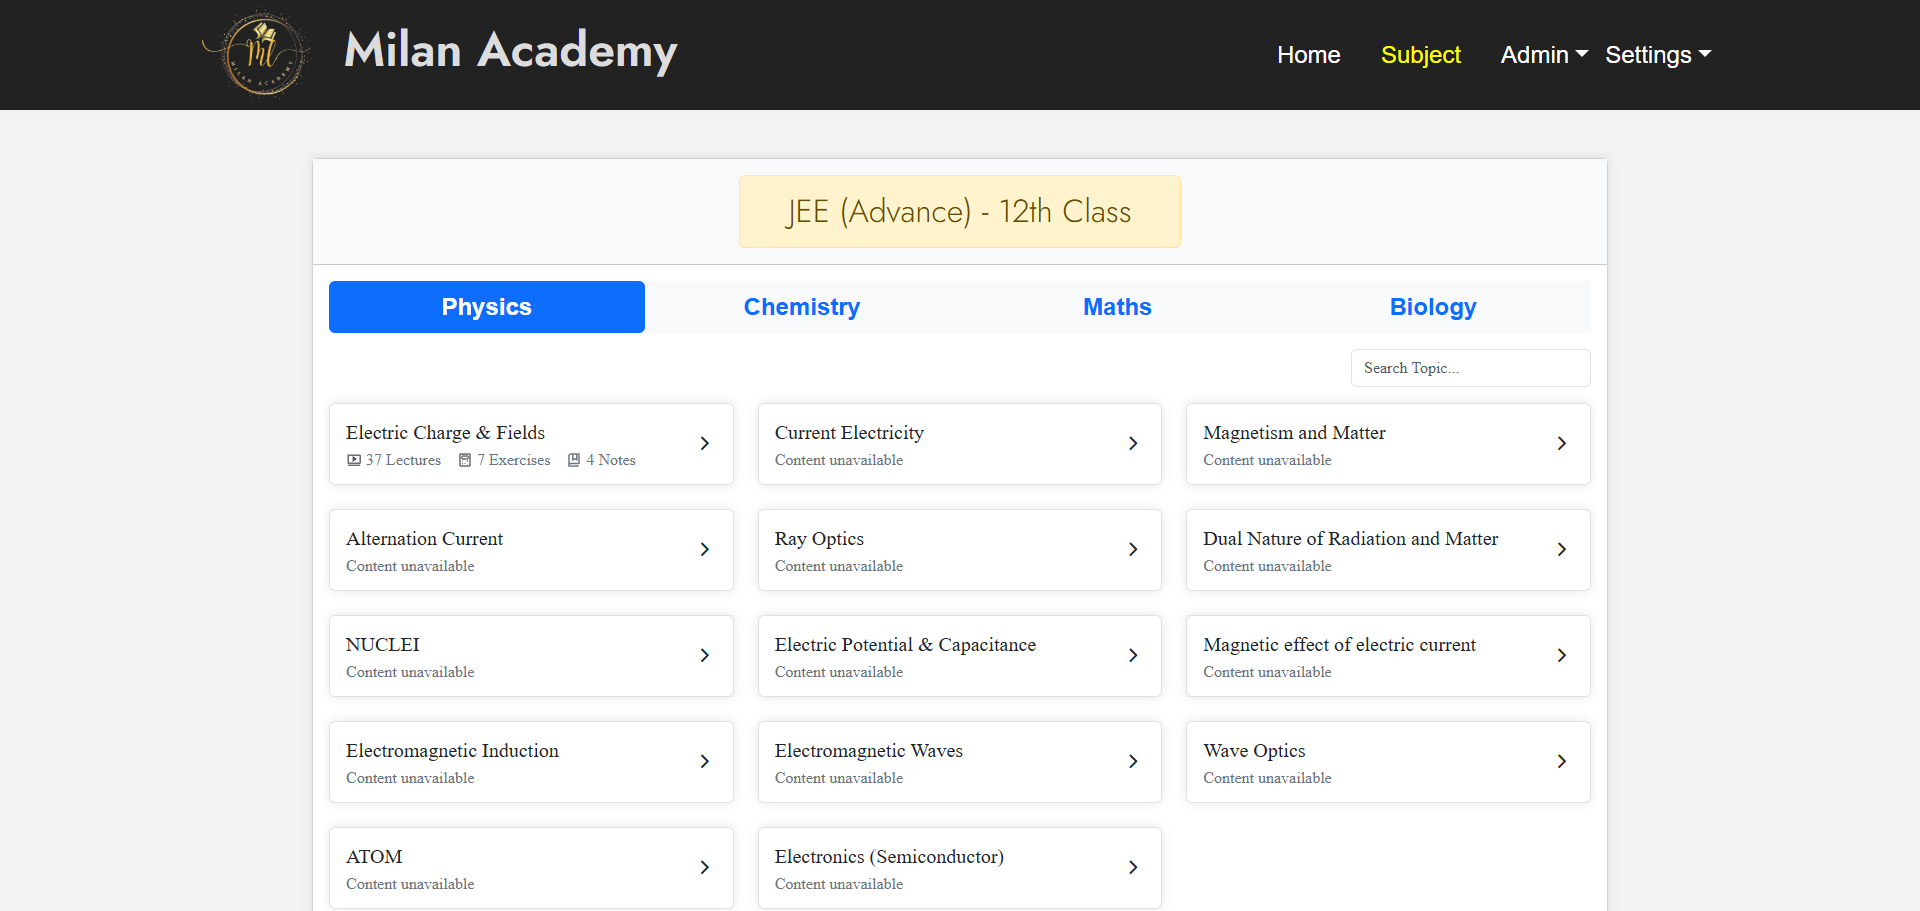 Milan Academy
MILAN ACADEMY
Home Subject Admin Settings
JEE (Advance) - 12th Class
Physics Chemistry Maths Biology
Search Topic...
Electric Charge & Fields
37 Lectures 7 Exercises 4 Notes
Current Electricity
Content unavailable
Magnetism and Matter
Content unavailable
Alternation Current
Content unavailable
Ray Optics
Content unavailable
Dual Nature of Radiation and Matter
Content unavailable
NUCLEI
Content unavailable
Electric Potential & Capacitance
Content unavailable
Magnetic effect of electric current
Content unavailable
Electromagnetic Induction
Content unavailable
Electromagnetic Waves
Content unavailable
Wave Optics
Content unavailable
ATOM
Content unavailable
Electronics (Semiconductor)
Content unavailable